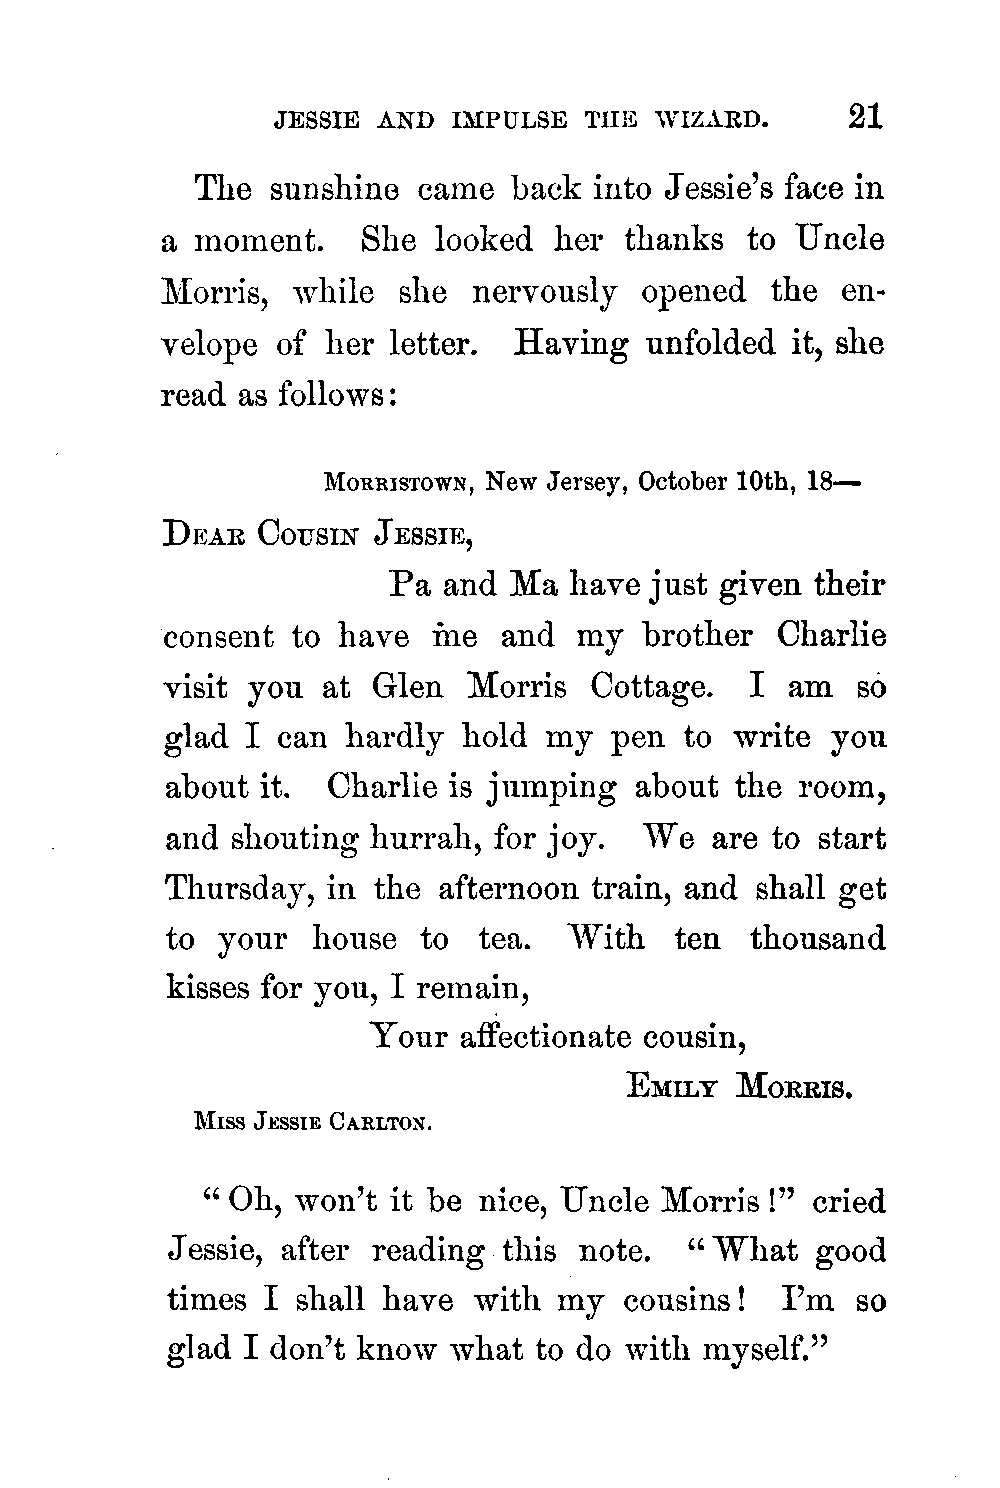 JESSIE AND IMPULSE THE WIZARD. 21
The sunshine came back into Jessie's face in
a moment. She looked her thanks to Uncle
Morris, while she nervously opened the en-
velope of her letter. Having unfolded it, she
read as follows:
MORRISTOWN, New Jersey, October 10th, 18—
DEAR COUSIN JESSIE,
Pa and Ma have just given their
consent to have me and my brother Charlie
visit you at Glen Morris Cottage. I am so
glad I can hardly hold my pen to write you
about it. Charlie is jumping about the room,
and shouting hurrah, for joy. We are to start
Thursday, in the afternoon train, and shall get
to your house to tea. With ten thousand
kisses for you, I remain,
Your affectionate cousin,
EMILY MORRIS.
MISS JESSIE CARLTON.
"Oh, won't it be nice, Uncle Morris!" cried
Jessie, after reading this note. "What good
times I shall have with my cousins! I'm so
glad I don't know what to do with myself."